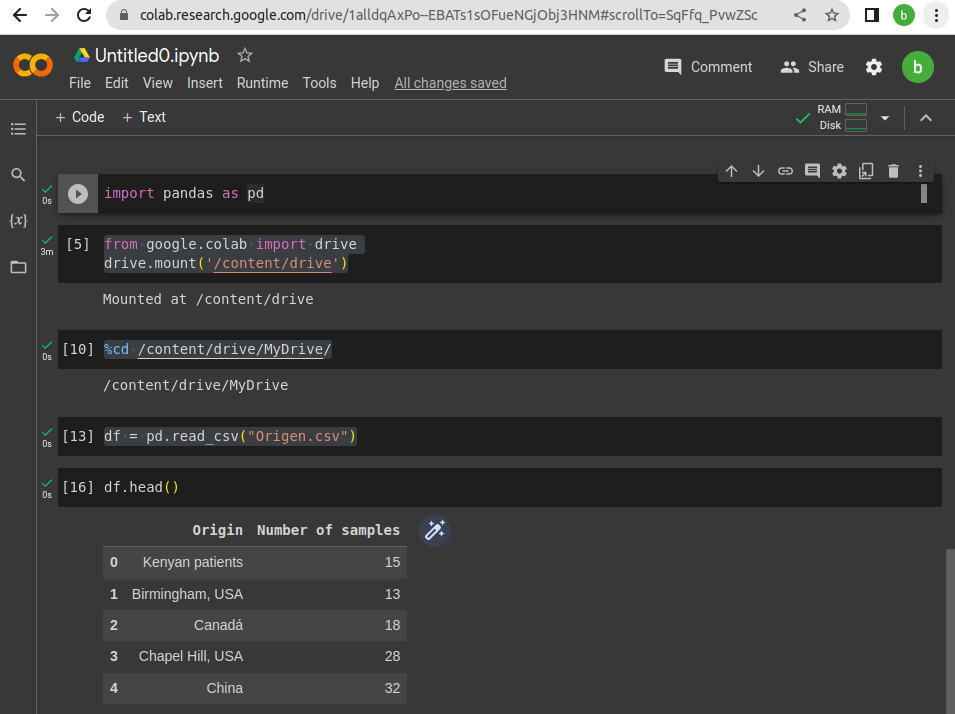 colab.research.google.com/drive/1alldqAxPo--EBATs1sOFueNGjObj3HNM#scrollTo=SqFfq_PvwZSc
b
Untitled0.ipynb
File Edit View Insert Runtime Tools Help All changes saved
Comment
Share
b
+ Code + Text
RAM
Disk
{x}
0s
import pandas as pd
3m
[5] from google.colab import drive
drive.mount('/content/drive')
Mounted at /content/drive
0s
[10] %cd /content/drive/MyDrive/
/content/drive/MyDrive
0s
[13] df = pd.read_csv("Origen.csv")
0s
[16] df.head()
Origin Number of samples
0 Kenyan patients 15
1 Birmingham, USA 13
2 Canadá 18
3 Chapel Hill, USA 28
4 China 32